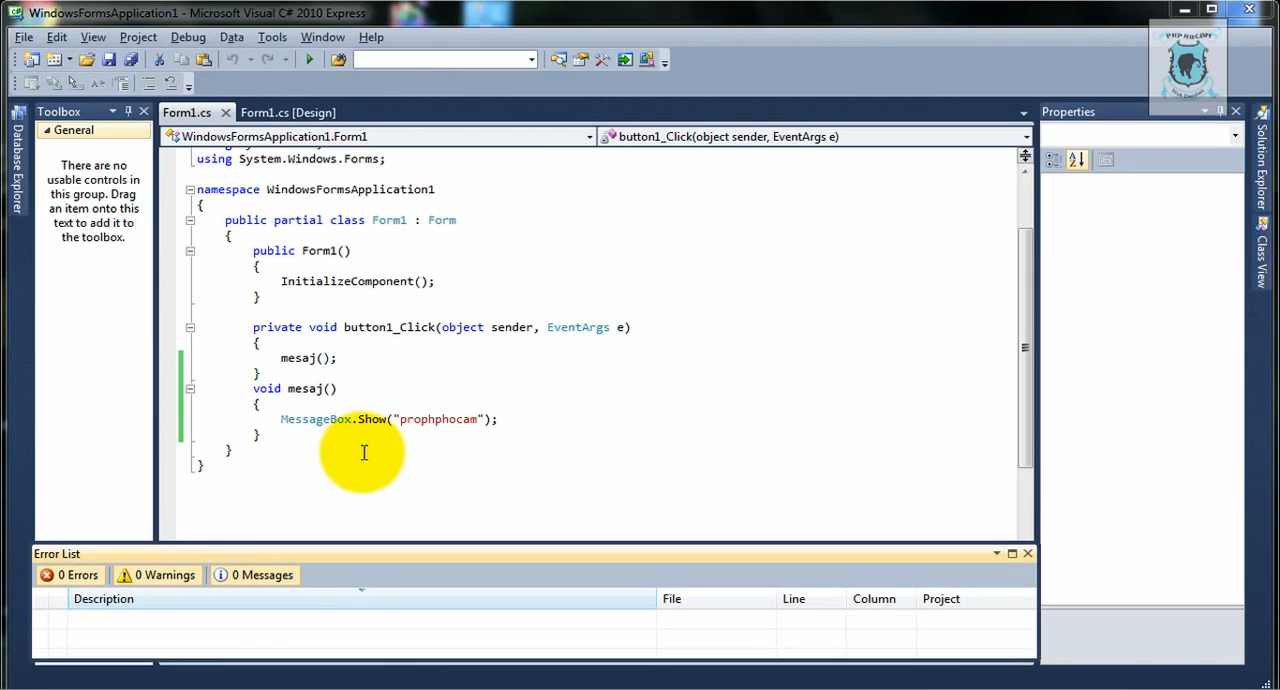 WindowsFormsApplication1 - Microsoft Visual C# 2010 Express
File Edit View Project Debug Data Tools Window Help
PHPHOCAM
Toolbox
General
There are no
usable controls in
this group. Drag
an item onto this
text to add it to
the toolbox.
Database Explorer
Form1.cs
Form1.cs [Design]
WindowsFormsApplication1.Form1
button1_Click(object sender, EventArgs e)
using System.Windows.Forms;
namespace WindowsFormsApplication1
{
public partial class Form1 : Form
{
public Form1()
{
InitializeComponent();
}
private void button1_Click(object sender, EventArgs e)
{
mesaj();
}
void mesaj()
{
MessageBox.Show("prophphocam");
}
}
}
Properties
Solution Explorer
Class View
Error List
0 Errors
0 Warnings
0 Messages
Description File Line Column Project